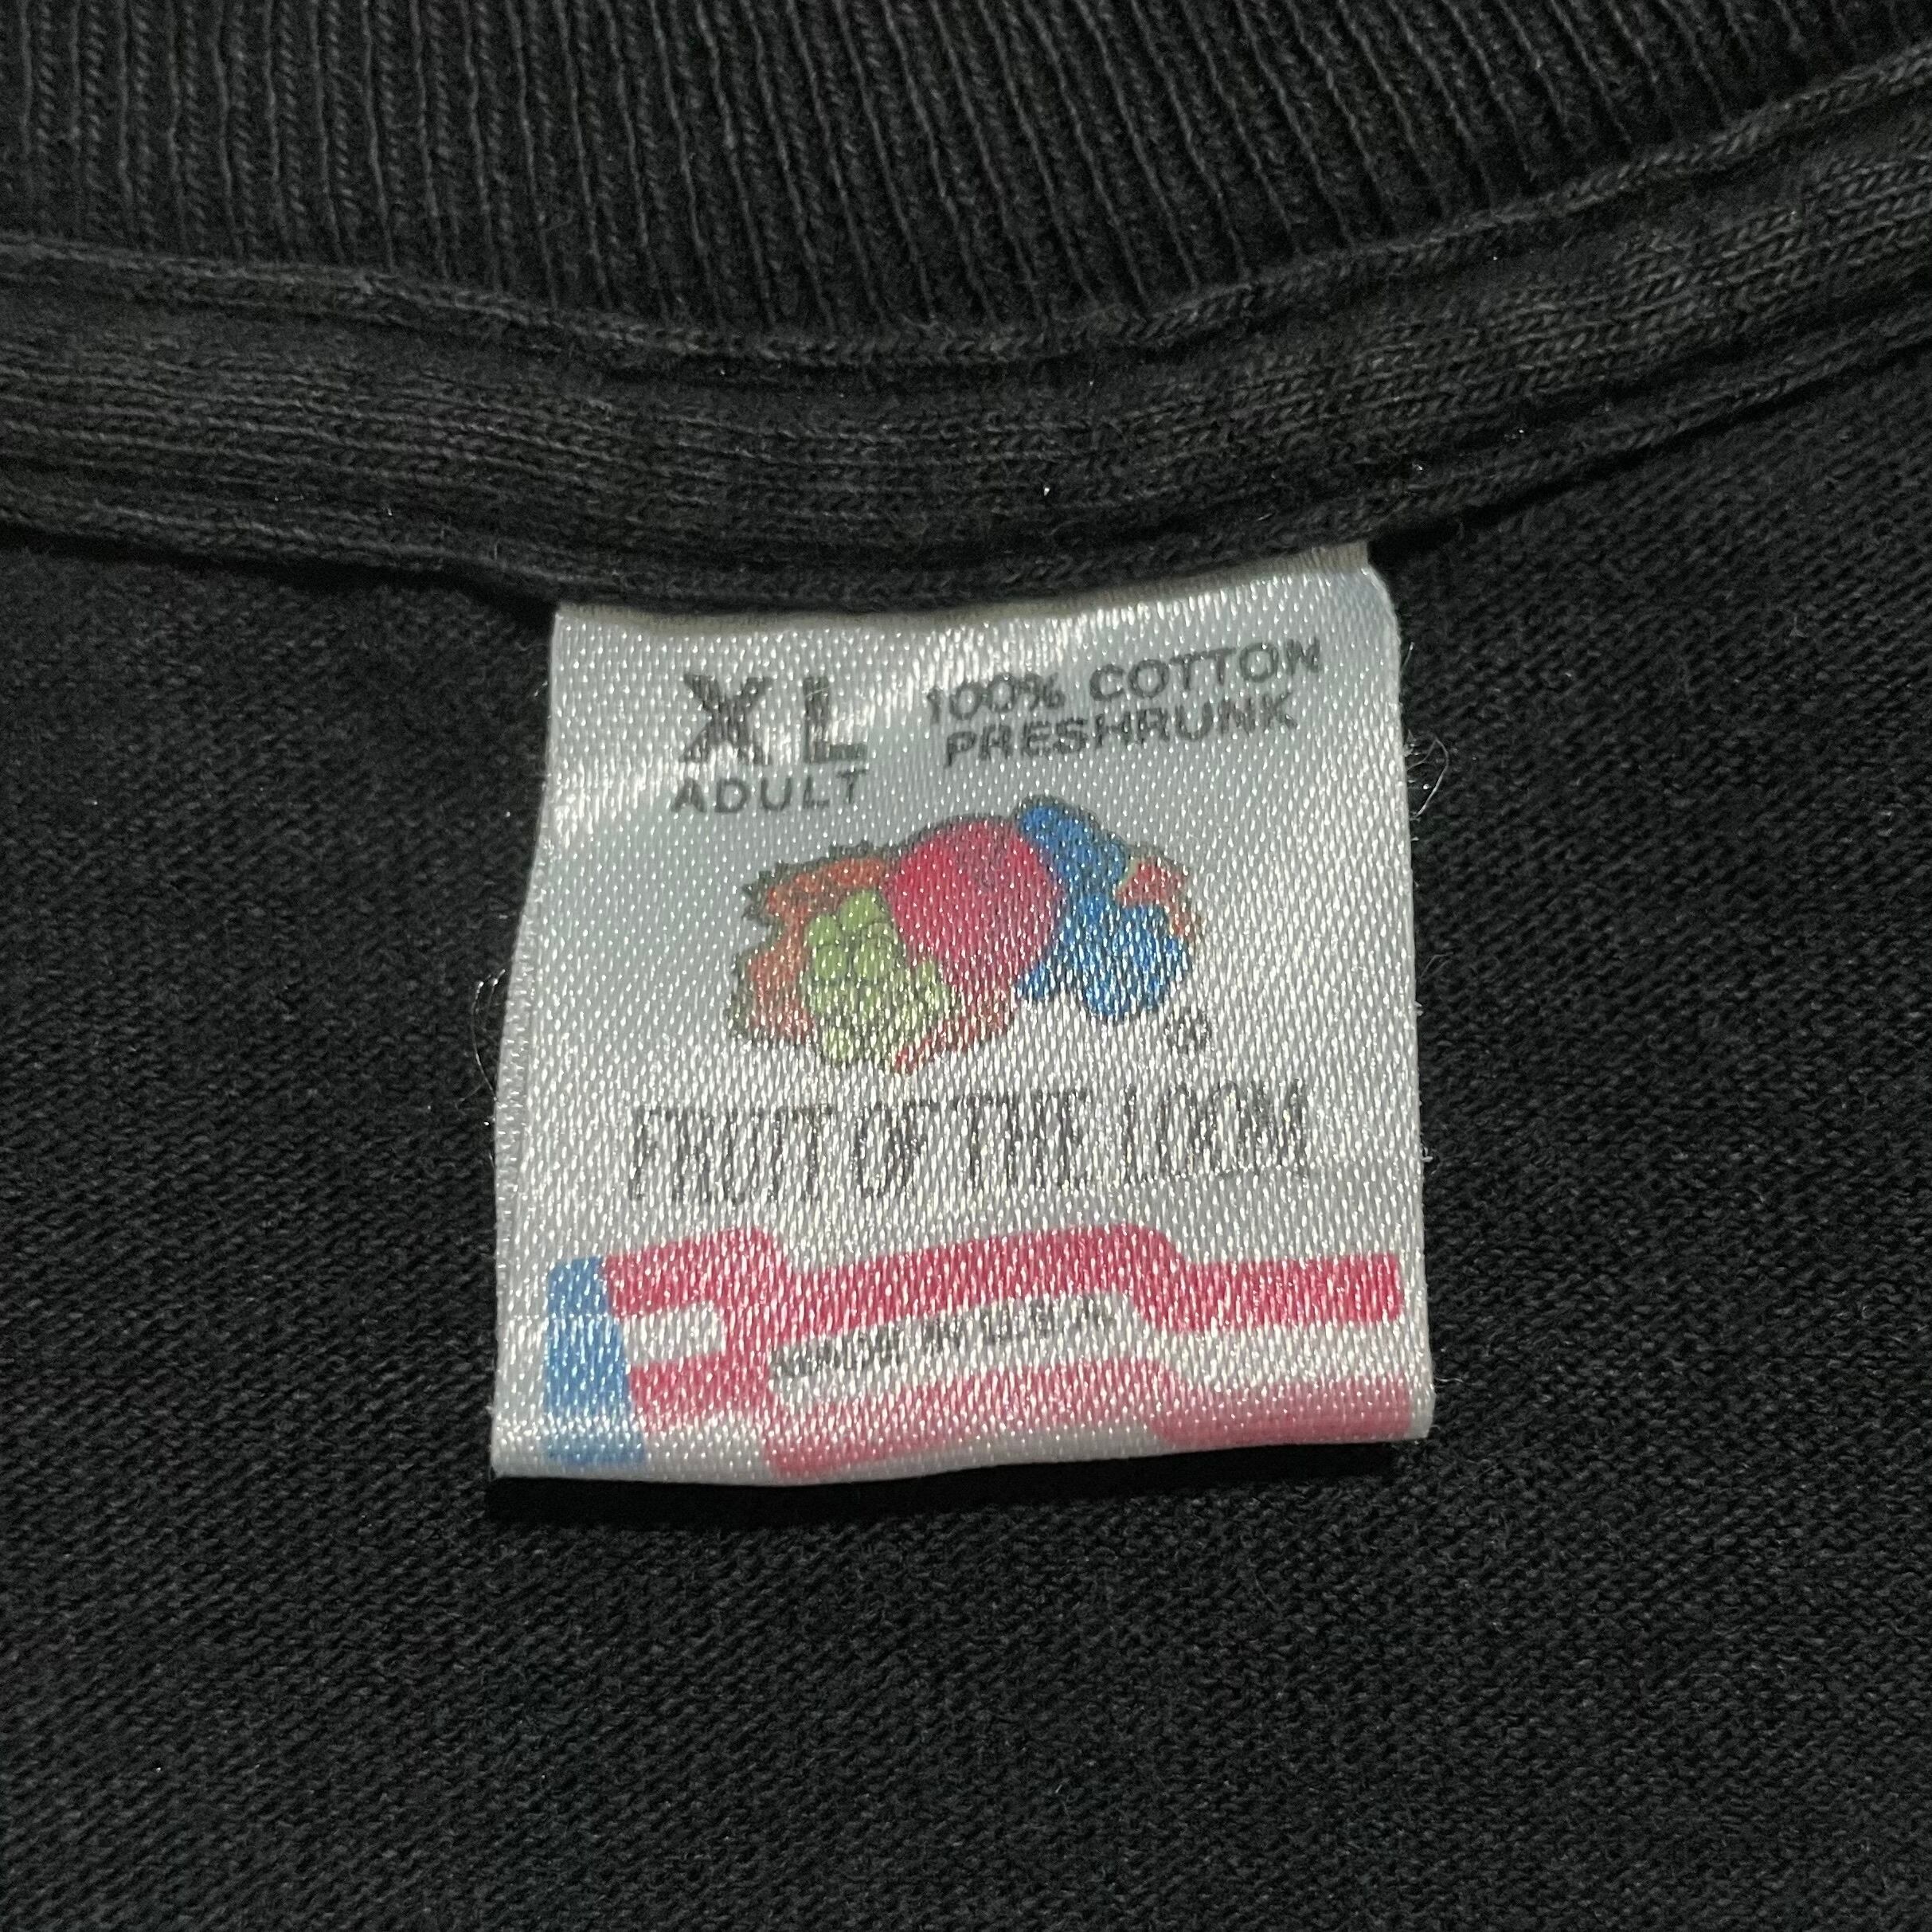 XL
ADULT
100% COTTON
PRESHRUNK
®
FRUIT OF THE LOOM
MADE IN U.S.A.